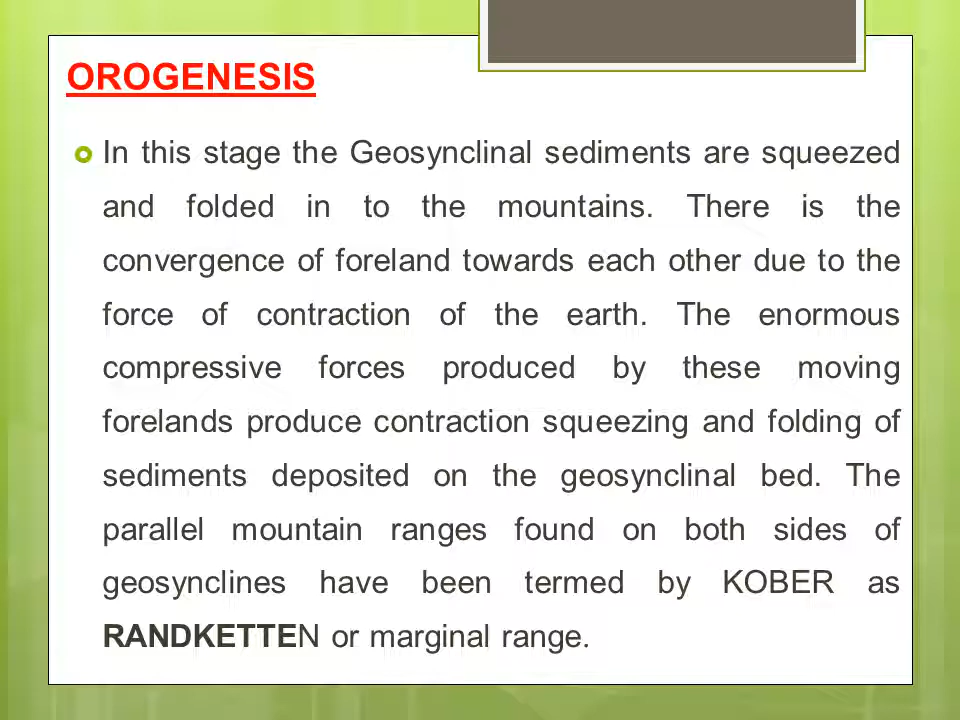 OROGENESIS
In this stage the Geosynclinal sediments are squeezed
and folded in to the mountains. There is the
convergence of foreland towards each other due to the
force of contraction of the earth. The enormous
compressive forces produced by these moving
forelands produce contraction squeezing and folding of
sediments deposited on the geosynclinal bed. The
parallel mountain ranges found on both sides of
geosynclines have been termed by KOBER as
RANDKETTEN or marginal range.